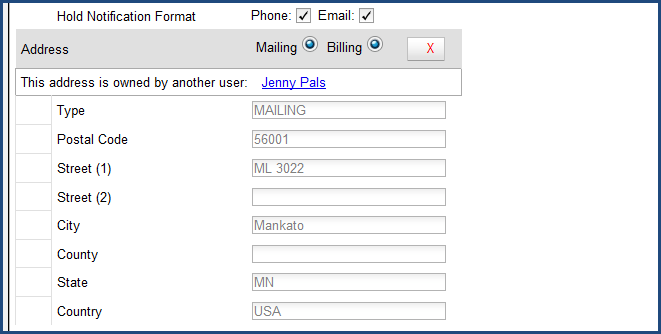 Hold Notification Format Phone: Email:
Address Mailing Billing X
This address is owned by another user: Jenny Pals
Type MAILING
Postal Code 56001
Street (1) ML 3022
Street (2)
City Mankato
County
State MN
Country USA